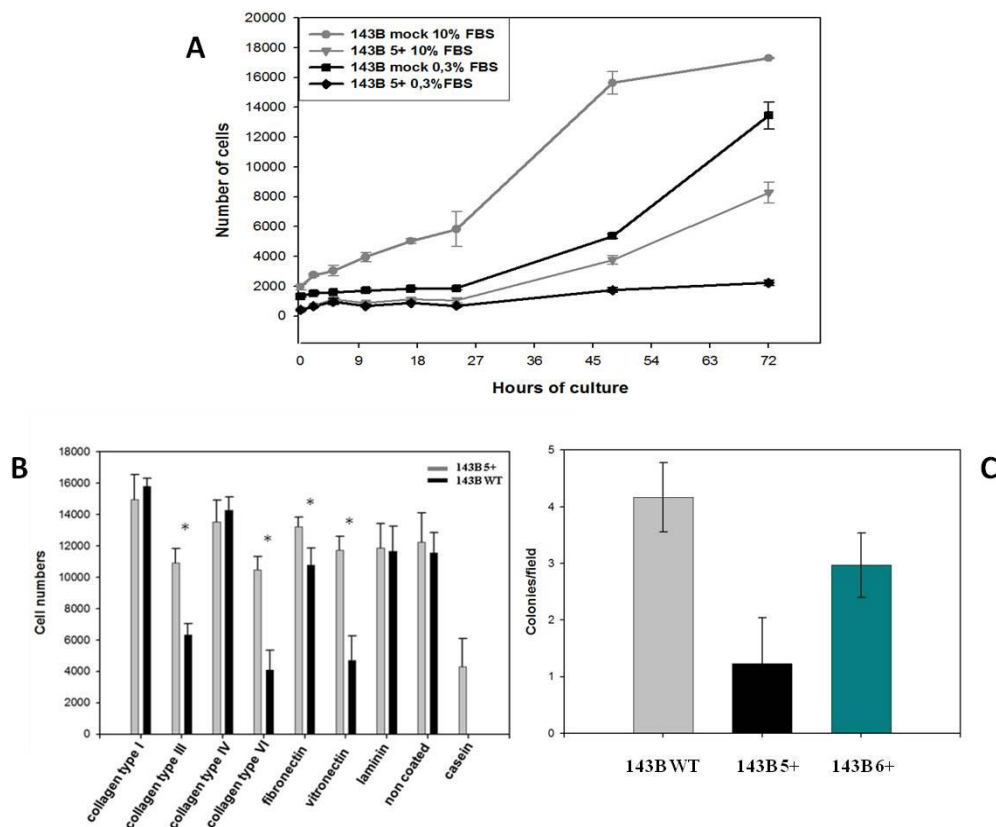 A
143B mock 10% FBS
143B 5+ 10% FBS
143B mock 0,3% FBS
143B 5+ 0,3%FBS
Number of cells
20000
18000
16000
14000
12000
10000
8000
6000
4000
2000
0
0 9 18 27 36 45 54 63 72
Hours of culture
B
143B 5+
143B WT
Cell numbers
18000
16000
14000
12000
10000
8000
6000
4000
2000
0
* * * *
collagen type I
collagen type III
collagen type IV
collagen type VI
fibronectin
vitronectin
laminin
non coated
casein
C
Colonies/field
5
4
3
2
1
0
143B WT 143B 5+ 143B 6+